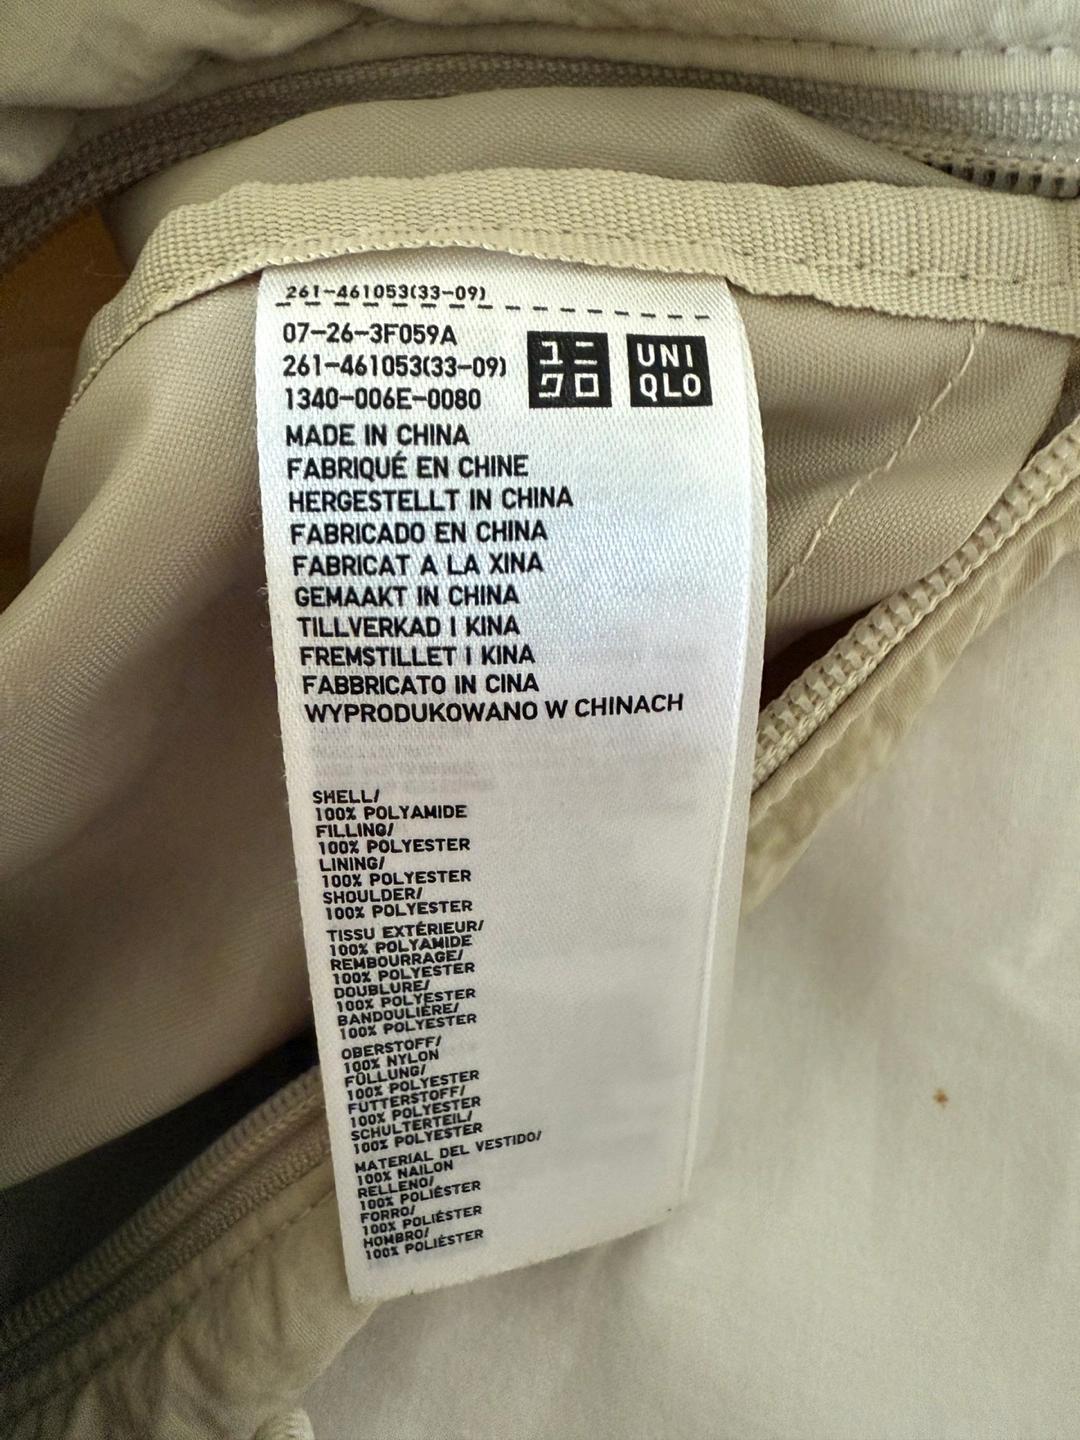 261-461053(33-09)
07-26-3F059A
261-461053(33-09)
1340-006E-0080
ユニ
クロ
UNI
QLO
MADE IN CHINA
FABRIQUÉ EN CHINE
HERGESTELLT IN CHINA
FABRICADO EN CHINA
FABRICAT A LA XINA
GEMAAKT IN CHINA
TILLVERKAD I KINA
FREMSTILLET I KINA
FABBRICATO IN CINA
WYPRODUKOWANO W CHINACH
SHELL/
100% POLYAMIDE
FILLING/
100% POLYESTER
LINING/
100% POLYESTER
SHOULDER/
100% POLYESTER
TISSU EXTÉRIEUR/
100% POLYAMIDE
REMBOURRAGE/
100% POLYESTER
DOUBLURE/
100% POLYESTER
BANDOULIÈRE/
100% POLYESTER
OBERSTOFF/
100% NYLON
FÜLLUNG/
100% POLYESTER
FUTTERSTOFF/
100% POLYESTER
SCHULTERTEIL/
100% POLYESTER
MATERIAL DEL VESTIDO/
100% NAILON
RELLENO/
100% POLIÉSTER
FORRO/
100% POLIÉSTER
HOMBRO/
100% POLIÉSTER